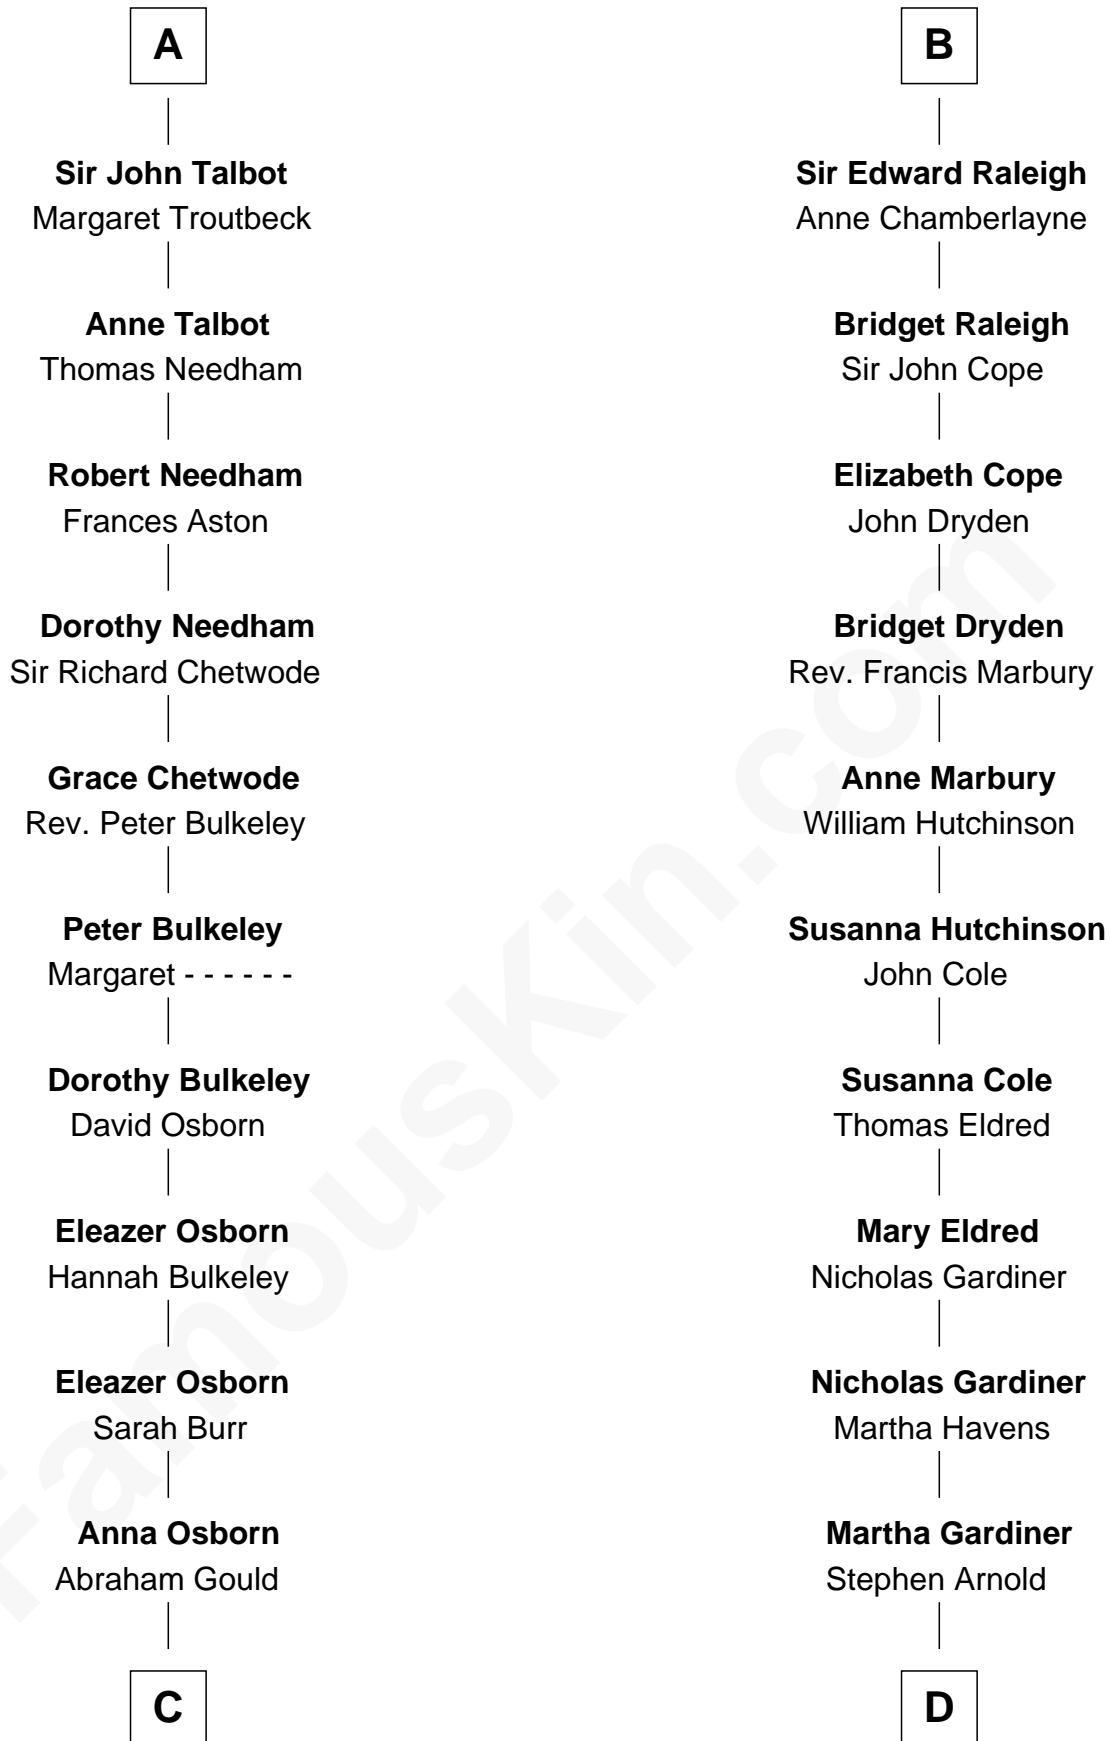 A
Sir John Talbot
Margaret Troutbeck
Anne Talbot
Thomas Needham
Robert Needham
Frances Aston
Dorothy Needham
Sir Richard Chetwode
Grace Chetwode
Rev. Peter Bulkeley
Peter Bulkeley
Margaret - - - - - -
Dorothy Bulkeley
David Osborn
Eleazer Osborn
Hannah Bulkeley
Eleazer Osborn
Sarah Burr
Anna Osborn
Abraham Gould
C
B
Sir Edward Raleigh
Anne Chamberlayne
Bridget Raleigh
Sir John Cope
Elizabeth Cope
John Dryden
Bridget Dryden
Rev. Francis Marbury
Anne Marbury
William Hutchinson
Susanna Hutchinson
John Cole
Susanna Cole
Thomas Eldred
Mary Eldred
Nicholas Gardiner
Nicholas Gardiner
Martha Havens
Martha Gardiner
Stephen Arnold
D
FamousKin.com